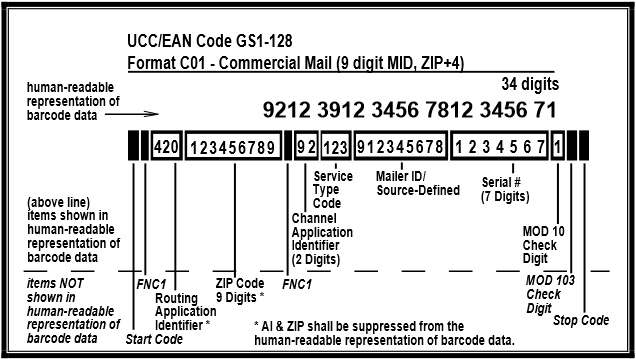 UCC/EAN Code GS1-128
Format C01 - Commercial Mail (9 digit MID, ZIP+4)
34 digits
human-readable
representation of
barcode data
9212 3912 3456 7812 3456 71
420 123456789 92 123 912345678 1234567 1
Service
Type
Code
Mailer ID/
Source-Defined
Serial #
(7 Digits)
(above line)
items shown in
human-readable
representation of
barcode data
Channel
Application
Identifier
(2 Digits)
MOD 10
Check
Digit
items NOT
shown in
human-readable
representation of
barcode data
FNC1
Routing
Application
Identifier *
Start Code
ZIP Code
9 Digits *
FNC1
MOD 103
Check
Digit
Stop Code
* AI & ZIP shall be suppressed from the
human-readable representation of barcode data.